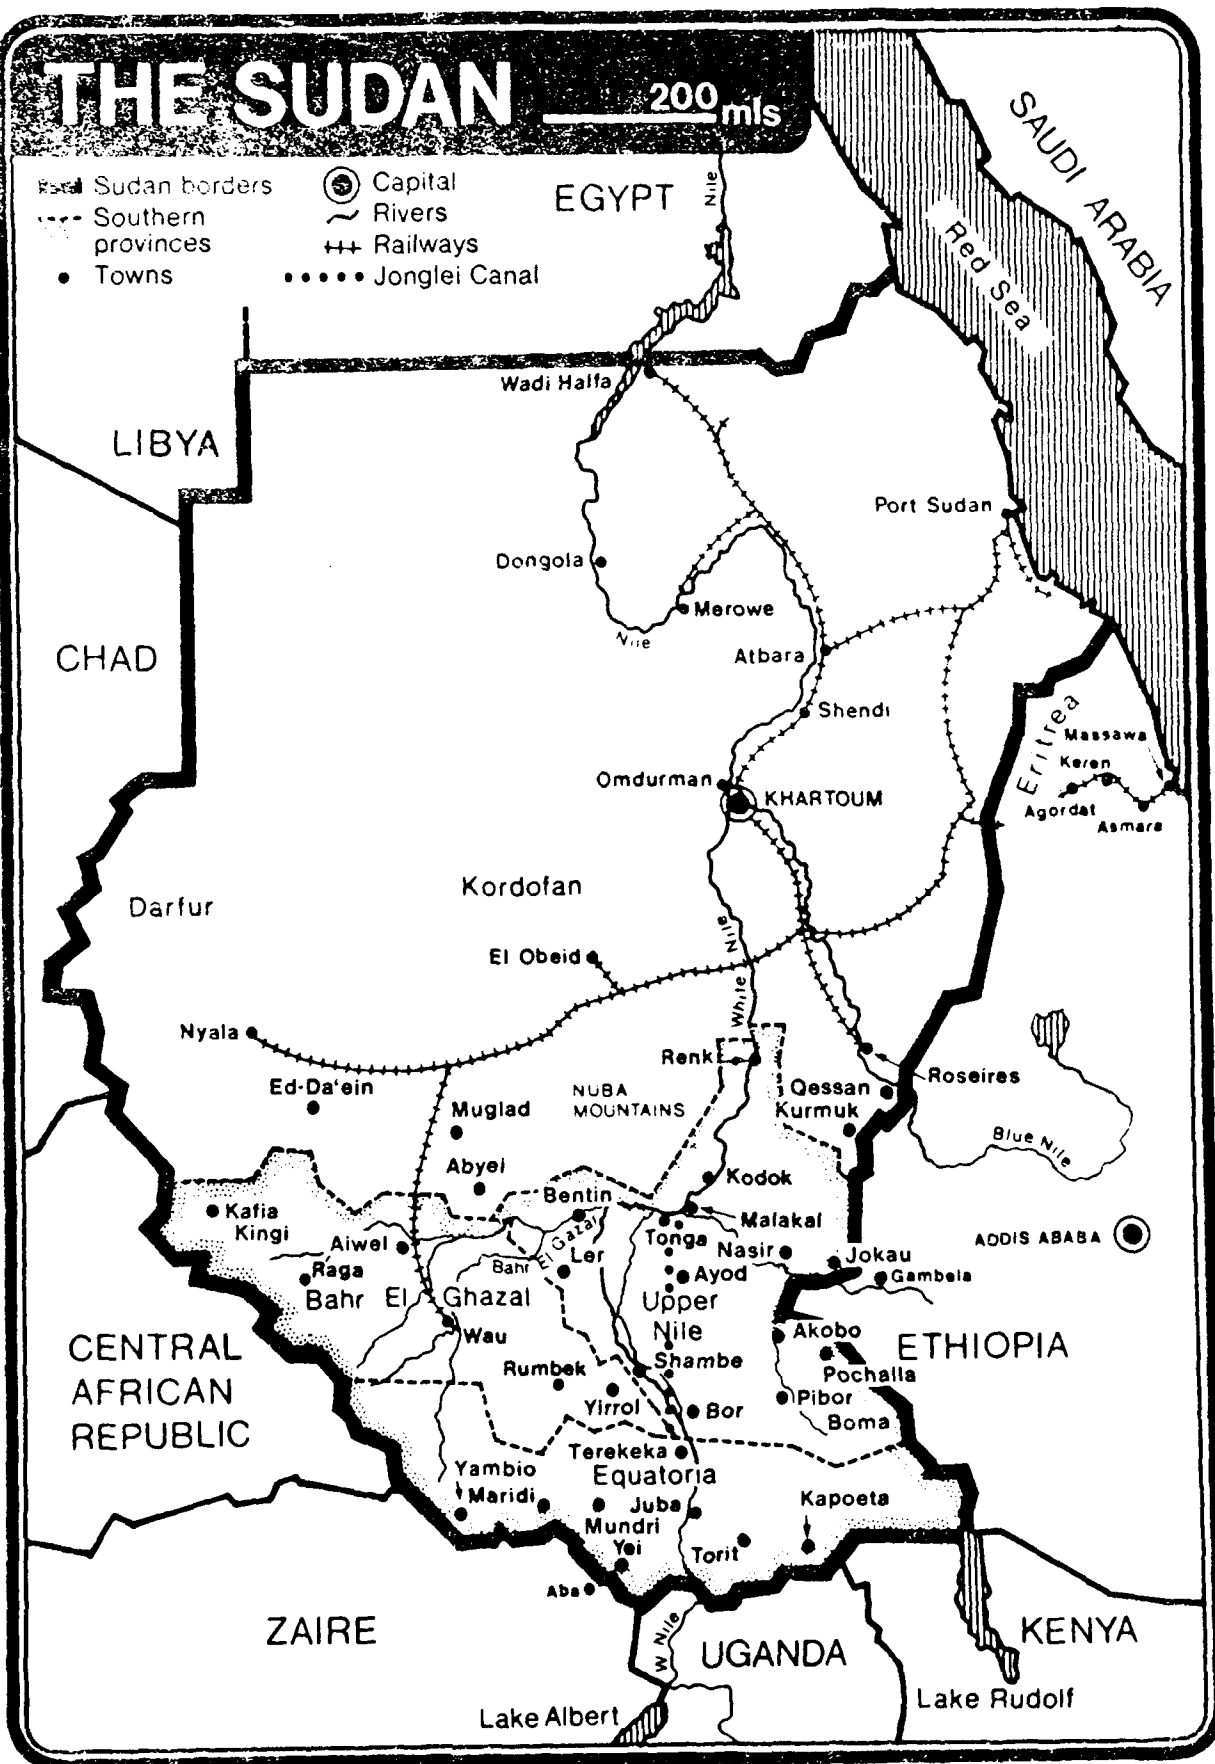 THE SUDAN
200 mls
Sudan borders
Southern
provinces
Towns
Capital
Rivers
Railways
Jonglei Canal
EGYPT
Nile
SAUDI ARABIA
Red Sea
Wadi Halfa
LIBYA
Port Sudan
Dongola
Merowe
Nile
CHAD
Atbara
Shendi
Eritrea
Massawa
Keren
Agordat
Asmara
Omdurman
KHARTOUM
Kordofan
Darfur
El Obeid
White Nile
Nyala
Renk
Roseires
Ed-Da'ein
NUBA
MOUNTAINS
Qessan
Kurmuk
Muglad
Blue Nile
Abyei
Kodok
Bentin
Kafia
Kingi
Malakal
Tonga
ADDIS ABABA
Aiwel
Nasir
Jokau
Bahr El Gazal
Ler
Gambela
Raga
Ayod
Bahr El Ghazal
Upper
Nile
Wau
Akobo
ETHIOPIA
CENTRAL
AFRICAN
REPUBLIC
Shambe
Pochalla
Rumbek
Yirrol
Bor
Pibor
Boma
Terekeka
Equatoria
Yambio
Maridi
Juba
Kapoeta
Mundri
Yei
Torit
Aba
ZAIRE
W Nile
UGANDA
KENYA
Lake Albert
Lake Rudolf